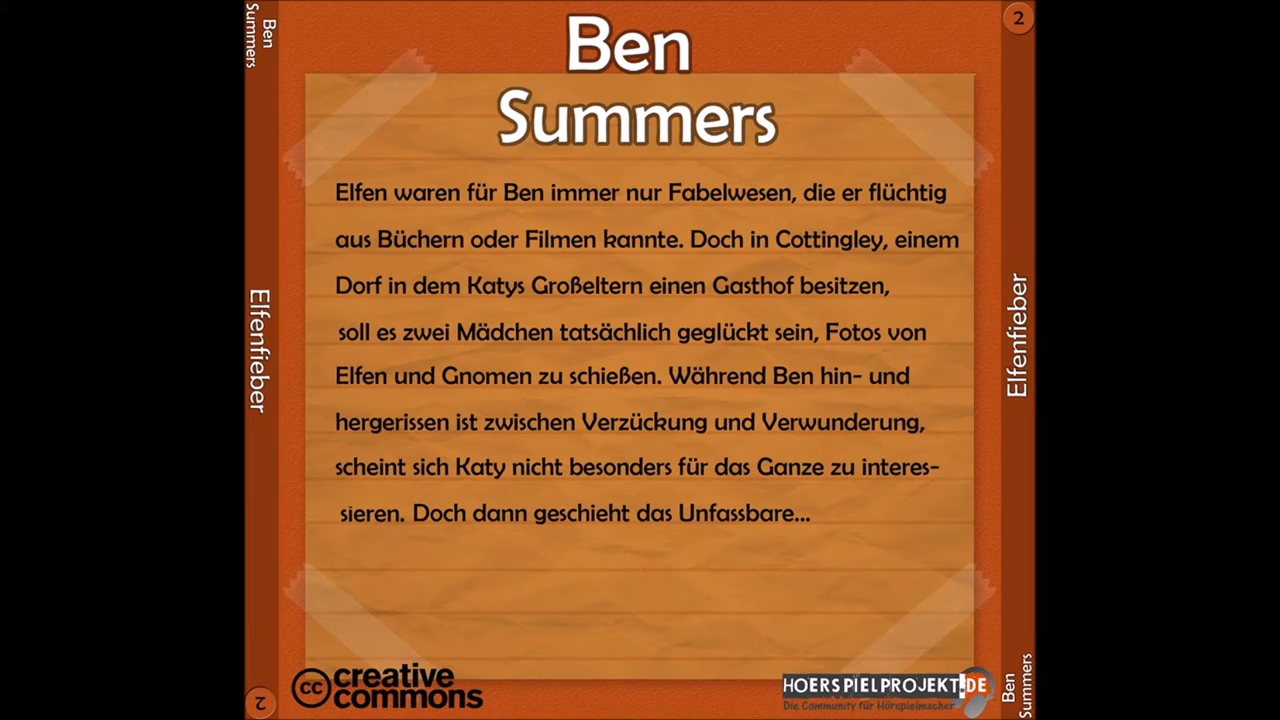 Ben
Summers
2
Ben
Summers
Elfen waren für Ben immer nur Fabelwesen, die er flüchtig
aus Büchern oder Filmen kannte. Doch in Cottingley, einem
Dorf in dem Katys Großeltern einen Gasthof besitzen,
soll es zwei Mädchen tatsächlich geglückt sein, Fotos von
Elfen und Gnomen zu schießen. Während Ben hin- und
hergerissen ist zwischen Verzückung und Verwunderung,
scheint sich Katy nicht besonders für das Ganze zu interes-
sieren. Doch dann geschieht das Unfassbare...
Elfenfieber
Elfenfieber
2
cc creative
commons
HOERSPIELPROJEKT.DE
Die Community für Hörspielmacher
Ben
Summers